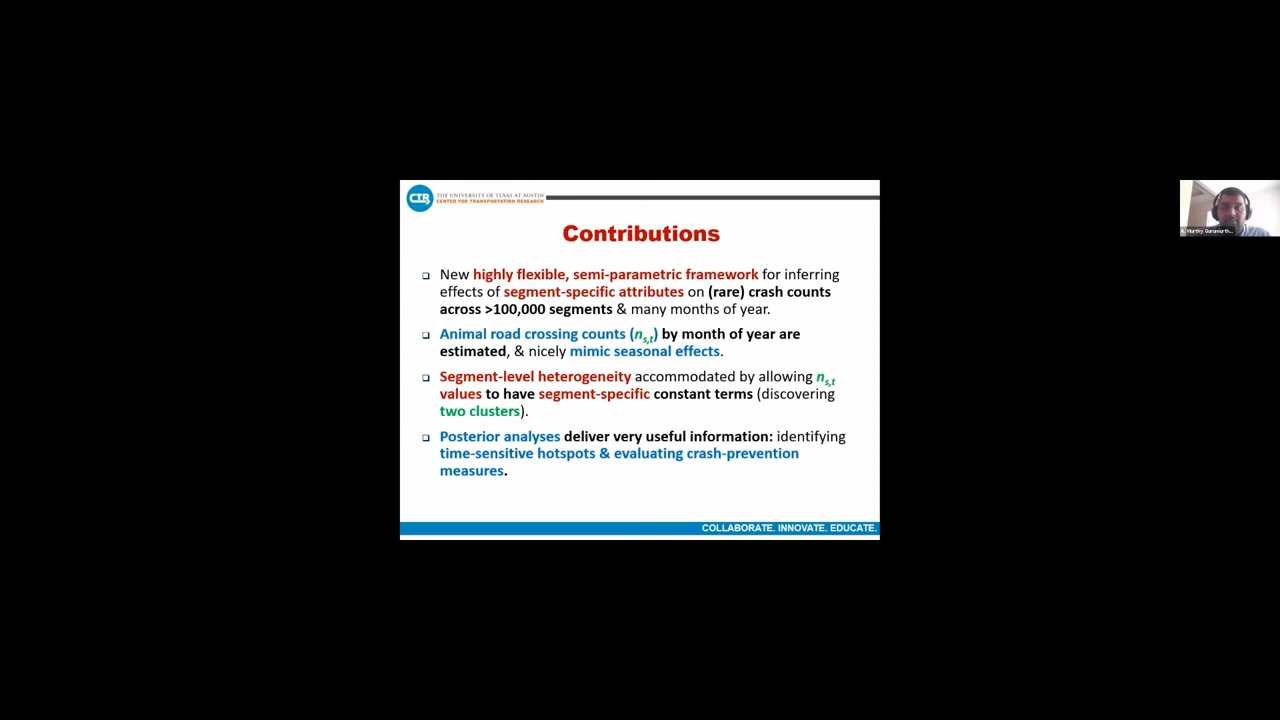 THE UNIVERSITY OF TEXAS AT AUSTIN
CTR
CENTER FOR TRANSPORTATION RESEARCH
Contributions
New highly flexible, semi-parametric framework for inferring
effects of segment-specific attributes on (rare) crash counts
across >100,000 segments & many months of year.
Animal road crossing counts (n_s,t) by month of year are
estimated, & nicely mimic seasonal effects.
Segment-level heterogeneity accommodated by allowing n_s,t
values to have segment-specific constant terms (discovering
two clusters).
Posterior analyses deliver very useful information: identifying
time-sensitive hotspots & evaluating crash-prevention
measures.
COLLABORATE. INNOVATE. EDUCATE.